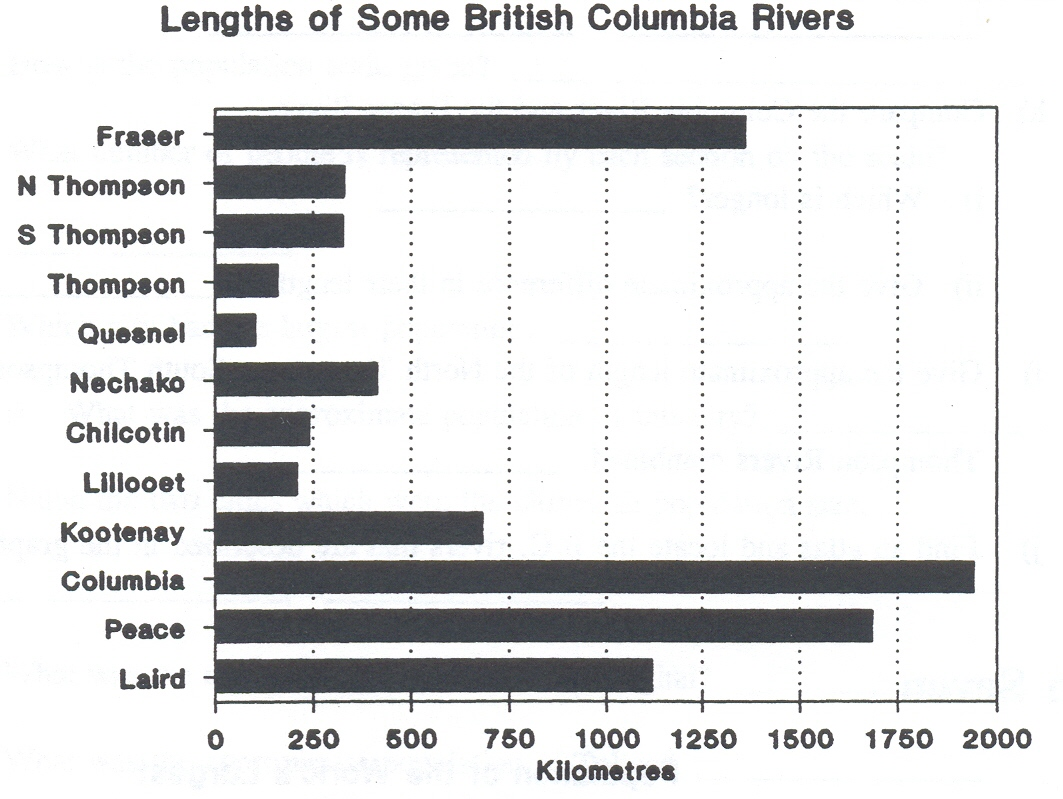 Lengths of Some British Columbia Rivers
Fraser
N Thompson
S Thompson
Thompson
Quesnel
Nechako
Chilcotin
Lillooet
Kootenay
Columbia
Peace
Laird
0 250 500 750 1000 1250 1500 1750 2000
Kilometres